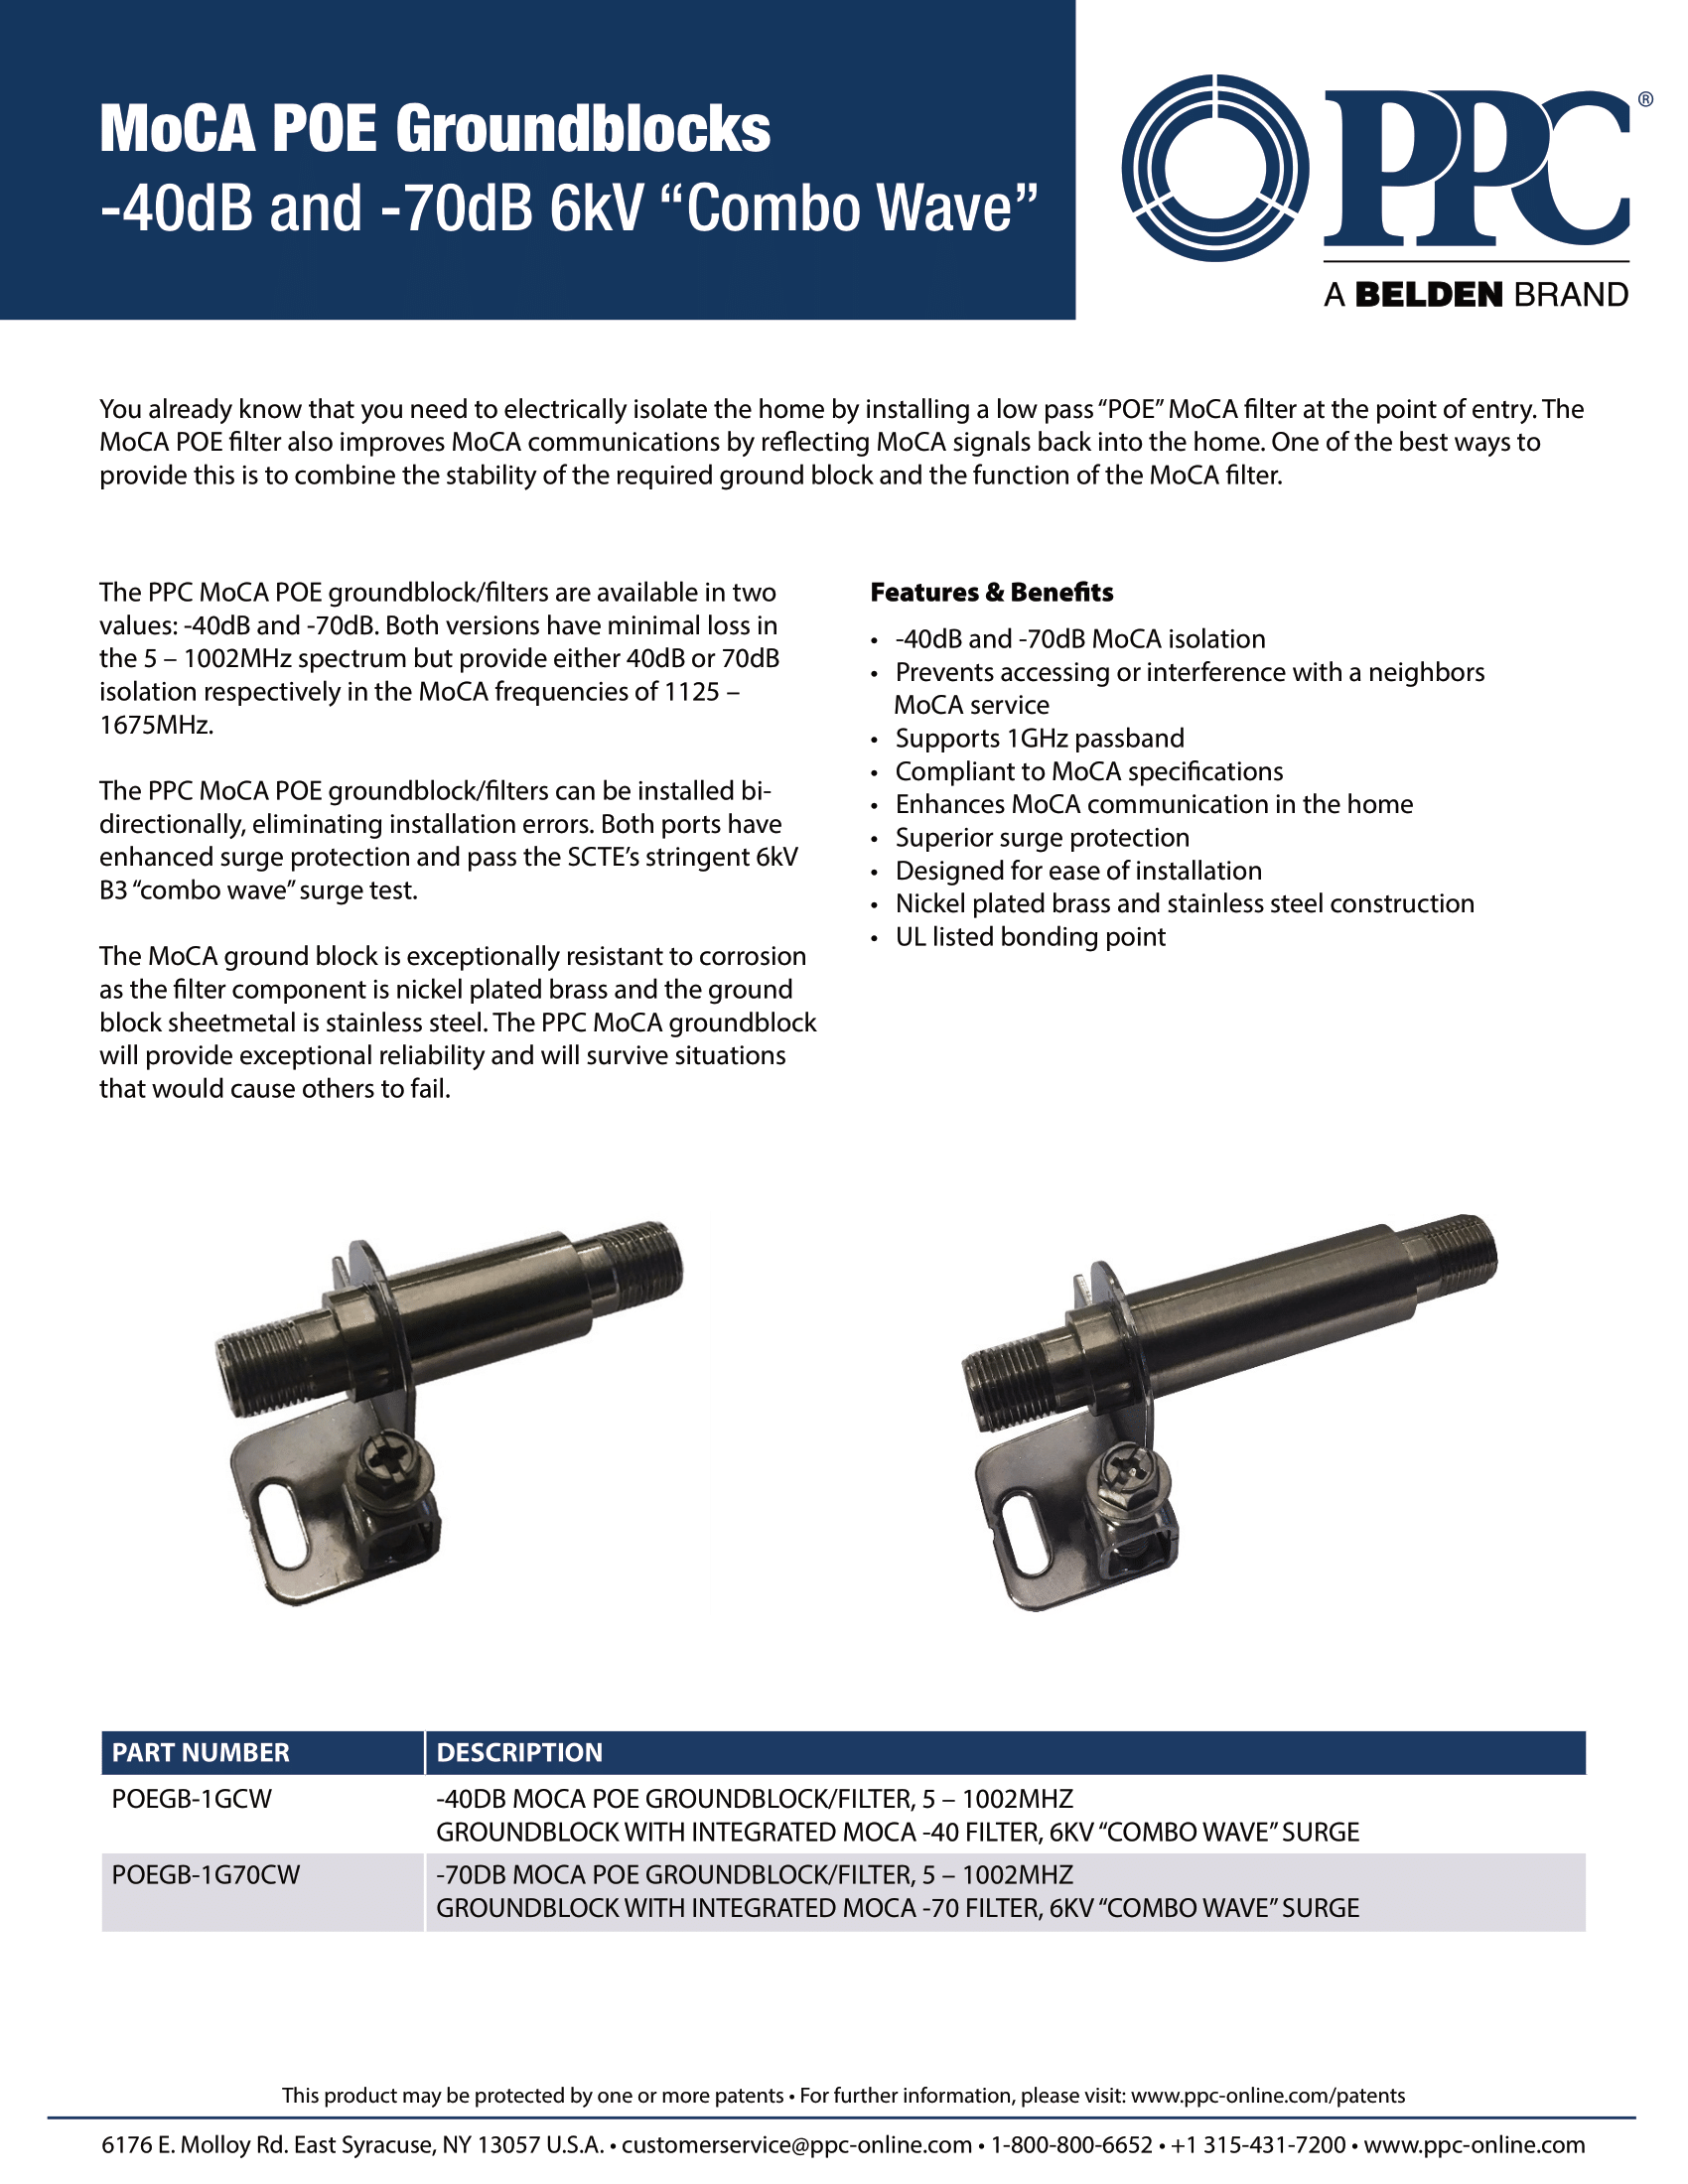 MoCA POE Groundblocks
-40dB and -70dB 6kV “Combo Wave”
PPC®
A BELDEN BRAND
You already know that you need to electrically isolate the home by installing a low pass “POE” MoCA filter at the point of entry. The
MoCA POE filter also improves MoCA communications by reflecting MoCA signals back into the home. One of the best ways to
provide this is to combine the stability of the required ground block and the function of the MoCA filter.
The PPC MoCA POE groundblock/filters are available in two
values: -40dB and -70dB. Both versions have minimal loss in
the 5 – 1002MHz spectrum but provide either 40dB or 70dB
isolation respectively in the MoCA frequencies of 1125 –
1675MHz.
The PPC MoCA POE groundblock/filters can be installed bi-
directionally, eliminating installation errors. Both ports have
enhanced surge protection and pass the SCTE’s stringent 6kV
B3 “combo wave” surge test.
The MoCA ground block is exceptionally resistant to corrosion
as the filter component is nickel plated brass and the ground
block sheetmetal is stainless steel. The PPC MoCA groundblock
will provide exceptional reliability and will survive situations
that would cause others to fail.
Features & Benefits
• -40dB and -70dB MoCA isolation
• Prevents accessing or interference with a neighbors
MoCA service
• Supports 1GHz passband
• Compliant to MoCA specifications
• Enhances MoCA communication in the home
• Superior surge protection
• Designed for ease of installation
• Nickel plated brass and stainless steel construction
• UL listed bonding point
PART NUMBER DESCRIPTION
POEGB-1GCW -40DB MOCA POE GROUNDBLOCK/FILTER, 5 – 1002MHZ
GROUNDBLOCK WITH INTEGRATED MOCA -40 FILTER, 6KV “COMBO WAVE” SURGE
POEGB-1G70CW -70DB MOCA POE GROUNDBLOCK/FILTER, 5 – 1002MHZ
GROUNDBLOCK WITH INTEGRATED MOCA -70 FILTER, 6KV “COMBO WAVE” SURGE
This product may be protected by one or more patents • For further information, please visit: www.ppc-online.com/patents
6176 E. Molloy Rd. East Syracuse, NY 13057 U.S.A. • customerservice@ppc-online.com • 1-800-800-6652 • +1 315-431-7200 • www.ppc-online.com